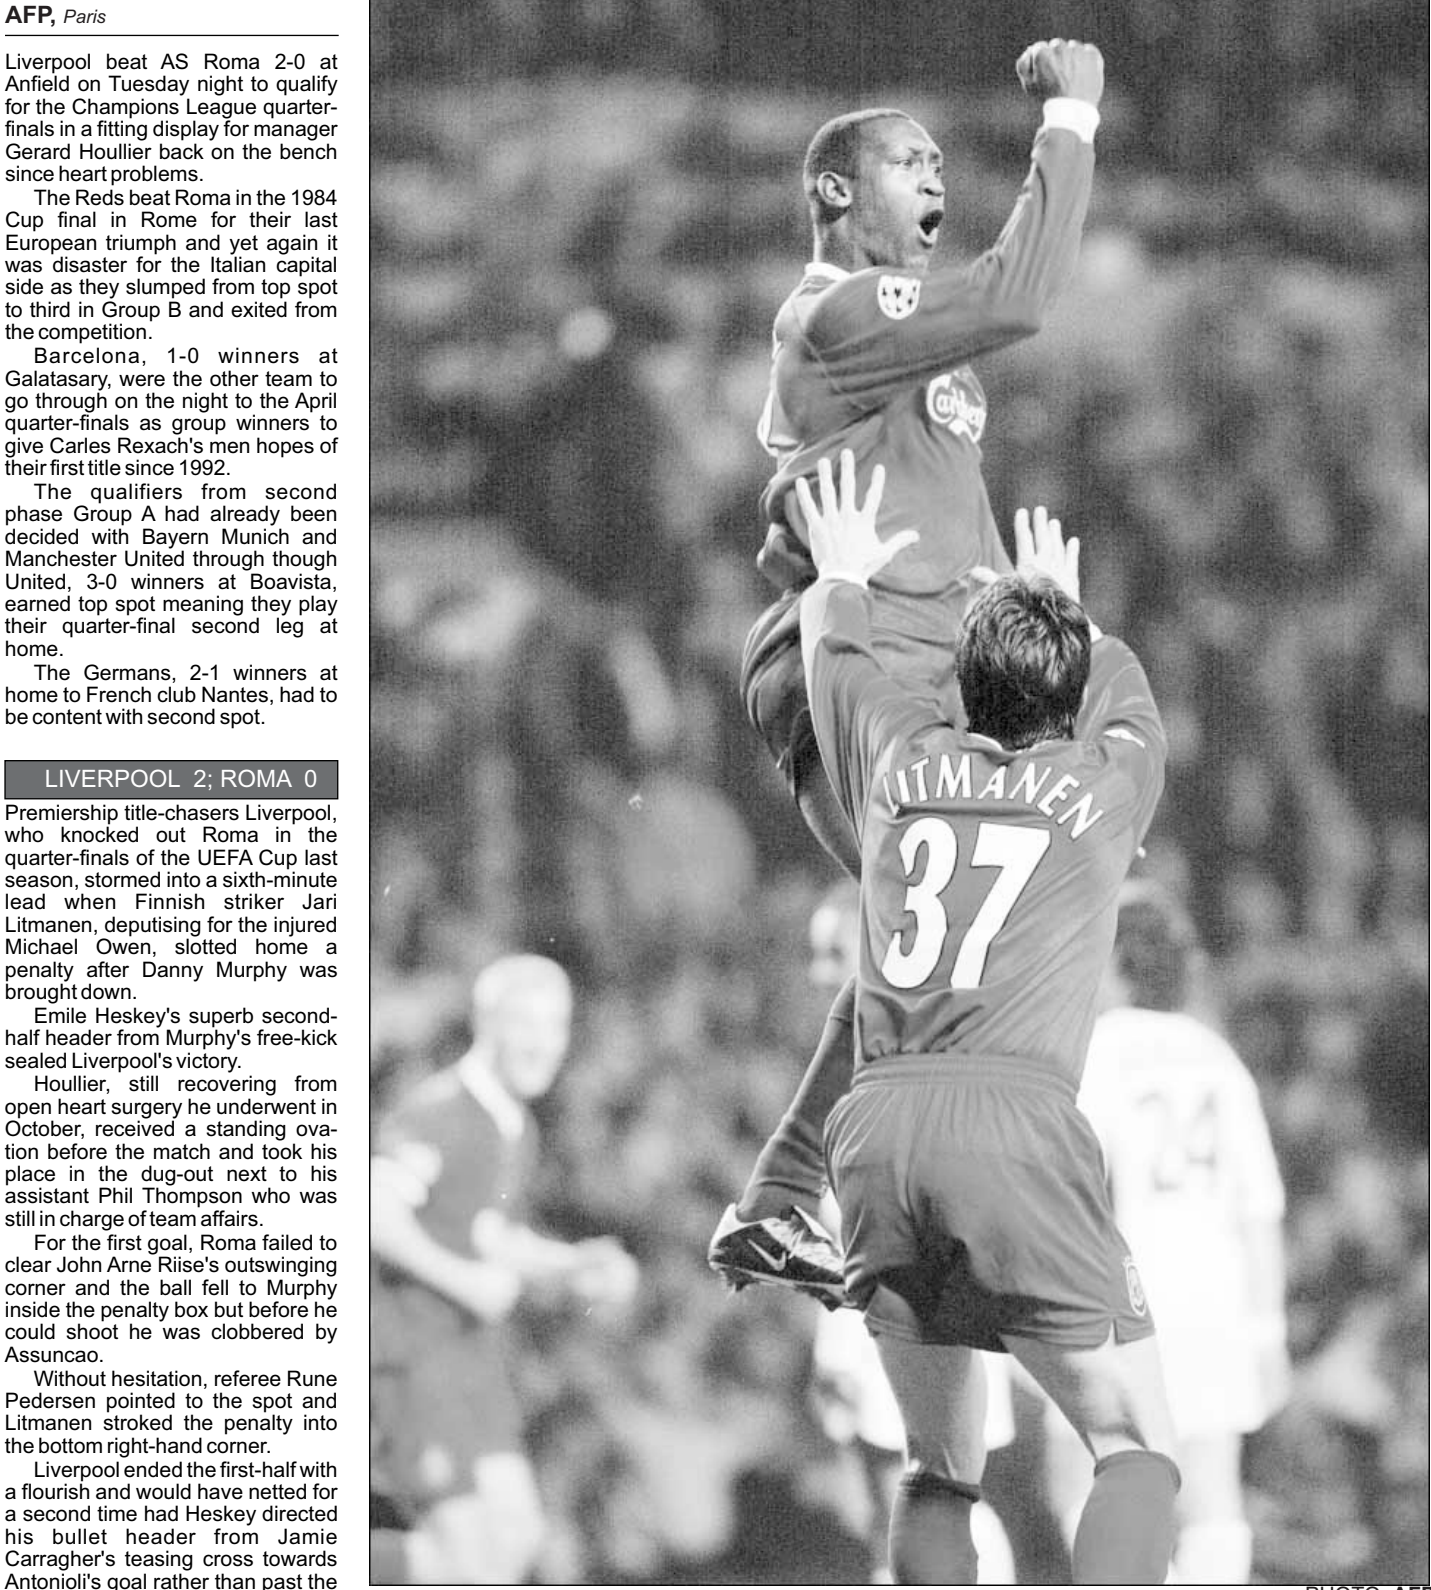 AFP, Paris
Liverpool beat AS Roma 2-0 at
Anfield on Tuesday night to qualify
for the Champions League quarter-
finals in a fitting display for manager
Gerard Houllier back on the bench
since heart problems.
The Reds beat Roma in the 1984
Cup final in Rome for their last
European triumph and yet again it
was disaster for the Italian capital
side as they slumped from top spot
to third in Group B and exited from
the competition.
Barcelona, 1-0 winners at
Galatasary, were the other team to
go through on the night to the April
quarter-finals as group winners to
give Carles Rexach's men hopes of
their first title since 1992.
The qualifiers from second
phase Group A had already been
decided with Bayern Munich and
Manchester United through though
United, 3-0 winners at Boavista,
earned top spot meaning they play
their quarter-final second leg at
home.
The Germans, 2-1 winners at
home to French club Nantes, had to
be content with second spot.
LIVERPOOL 2; ROMA 0
Premiership title-chasers Liverpool,
who knocked out Roma in the
quarter-finals of the UEFA Cup last
season, stormed into a sixth-minute
lead when Finnish striker Jari
Litmanen, deputising for the injured
Michael Owen, slotted home a
penalty after Danny Murphy was
brought down.
Emile Heskey's superb second-
half header from Murphy's free-kick
sealed Liverpool's victory.
Houllier, still recovering from
open heart surgery he underwent in
October, received a standing ova-
tion before the match and took his
place in the dug-out next to his
assistant Phil Thompson who was
still in charge of team affairs.
For the first goal, Roma failed to
clear John Arne Riise's outswinging
corner and the ball fell to Murphy
inside the penalty box but before he
could shoot he was clobbered by
Assuncao.
Without hesitation, referee Rune
Pedersen pointed to the spot and
Litmanen stroked the penalty into
the bottom right-hand corner.
Liverpool ended the first-half with
a flourish and would have netted for
a second time had Heskey directed
his bullet header from Jamie
Carragher's teasing cross towards
Antonioli's goal rather than past the
Carlsberg
LITMANEN
37
24
PHOTO: AFP